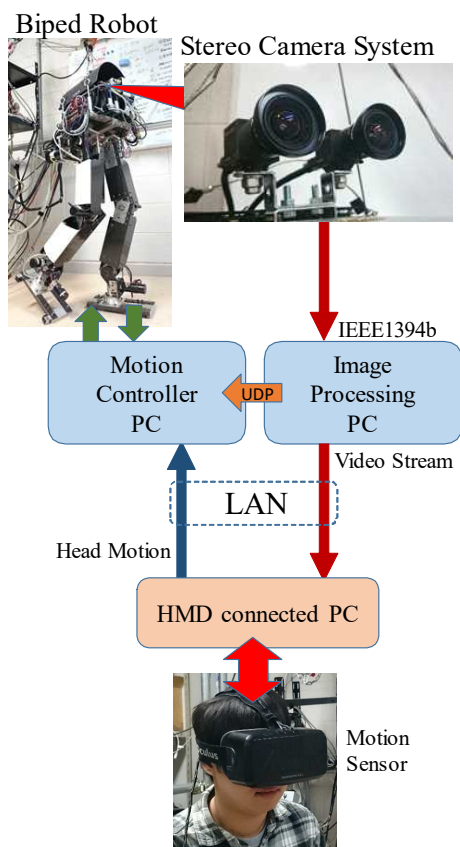 Biped Robot
Stereo Camera System
IEEE1394b
Motion
Controller
PC
UDP
Image
Processing
PC
Video Stream
LAN
Head Motion
HMD connected PC
oculus
Motion
Sensor